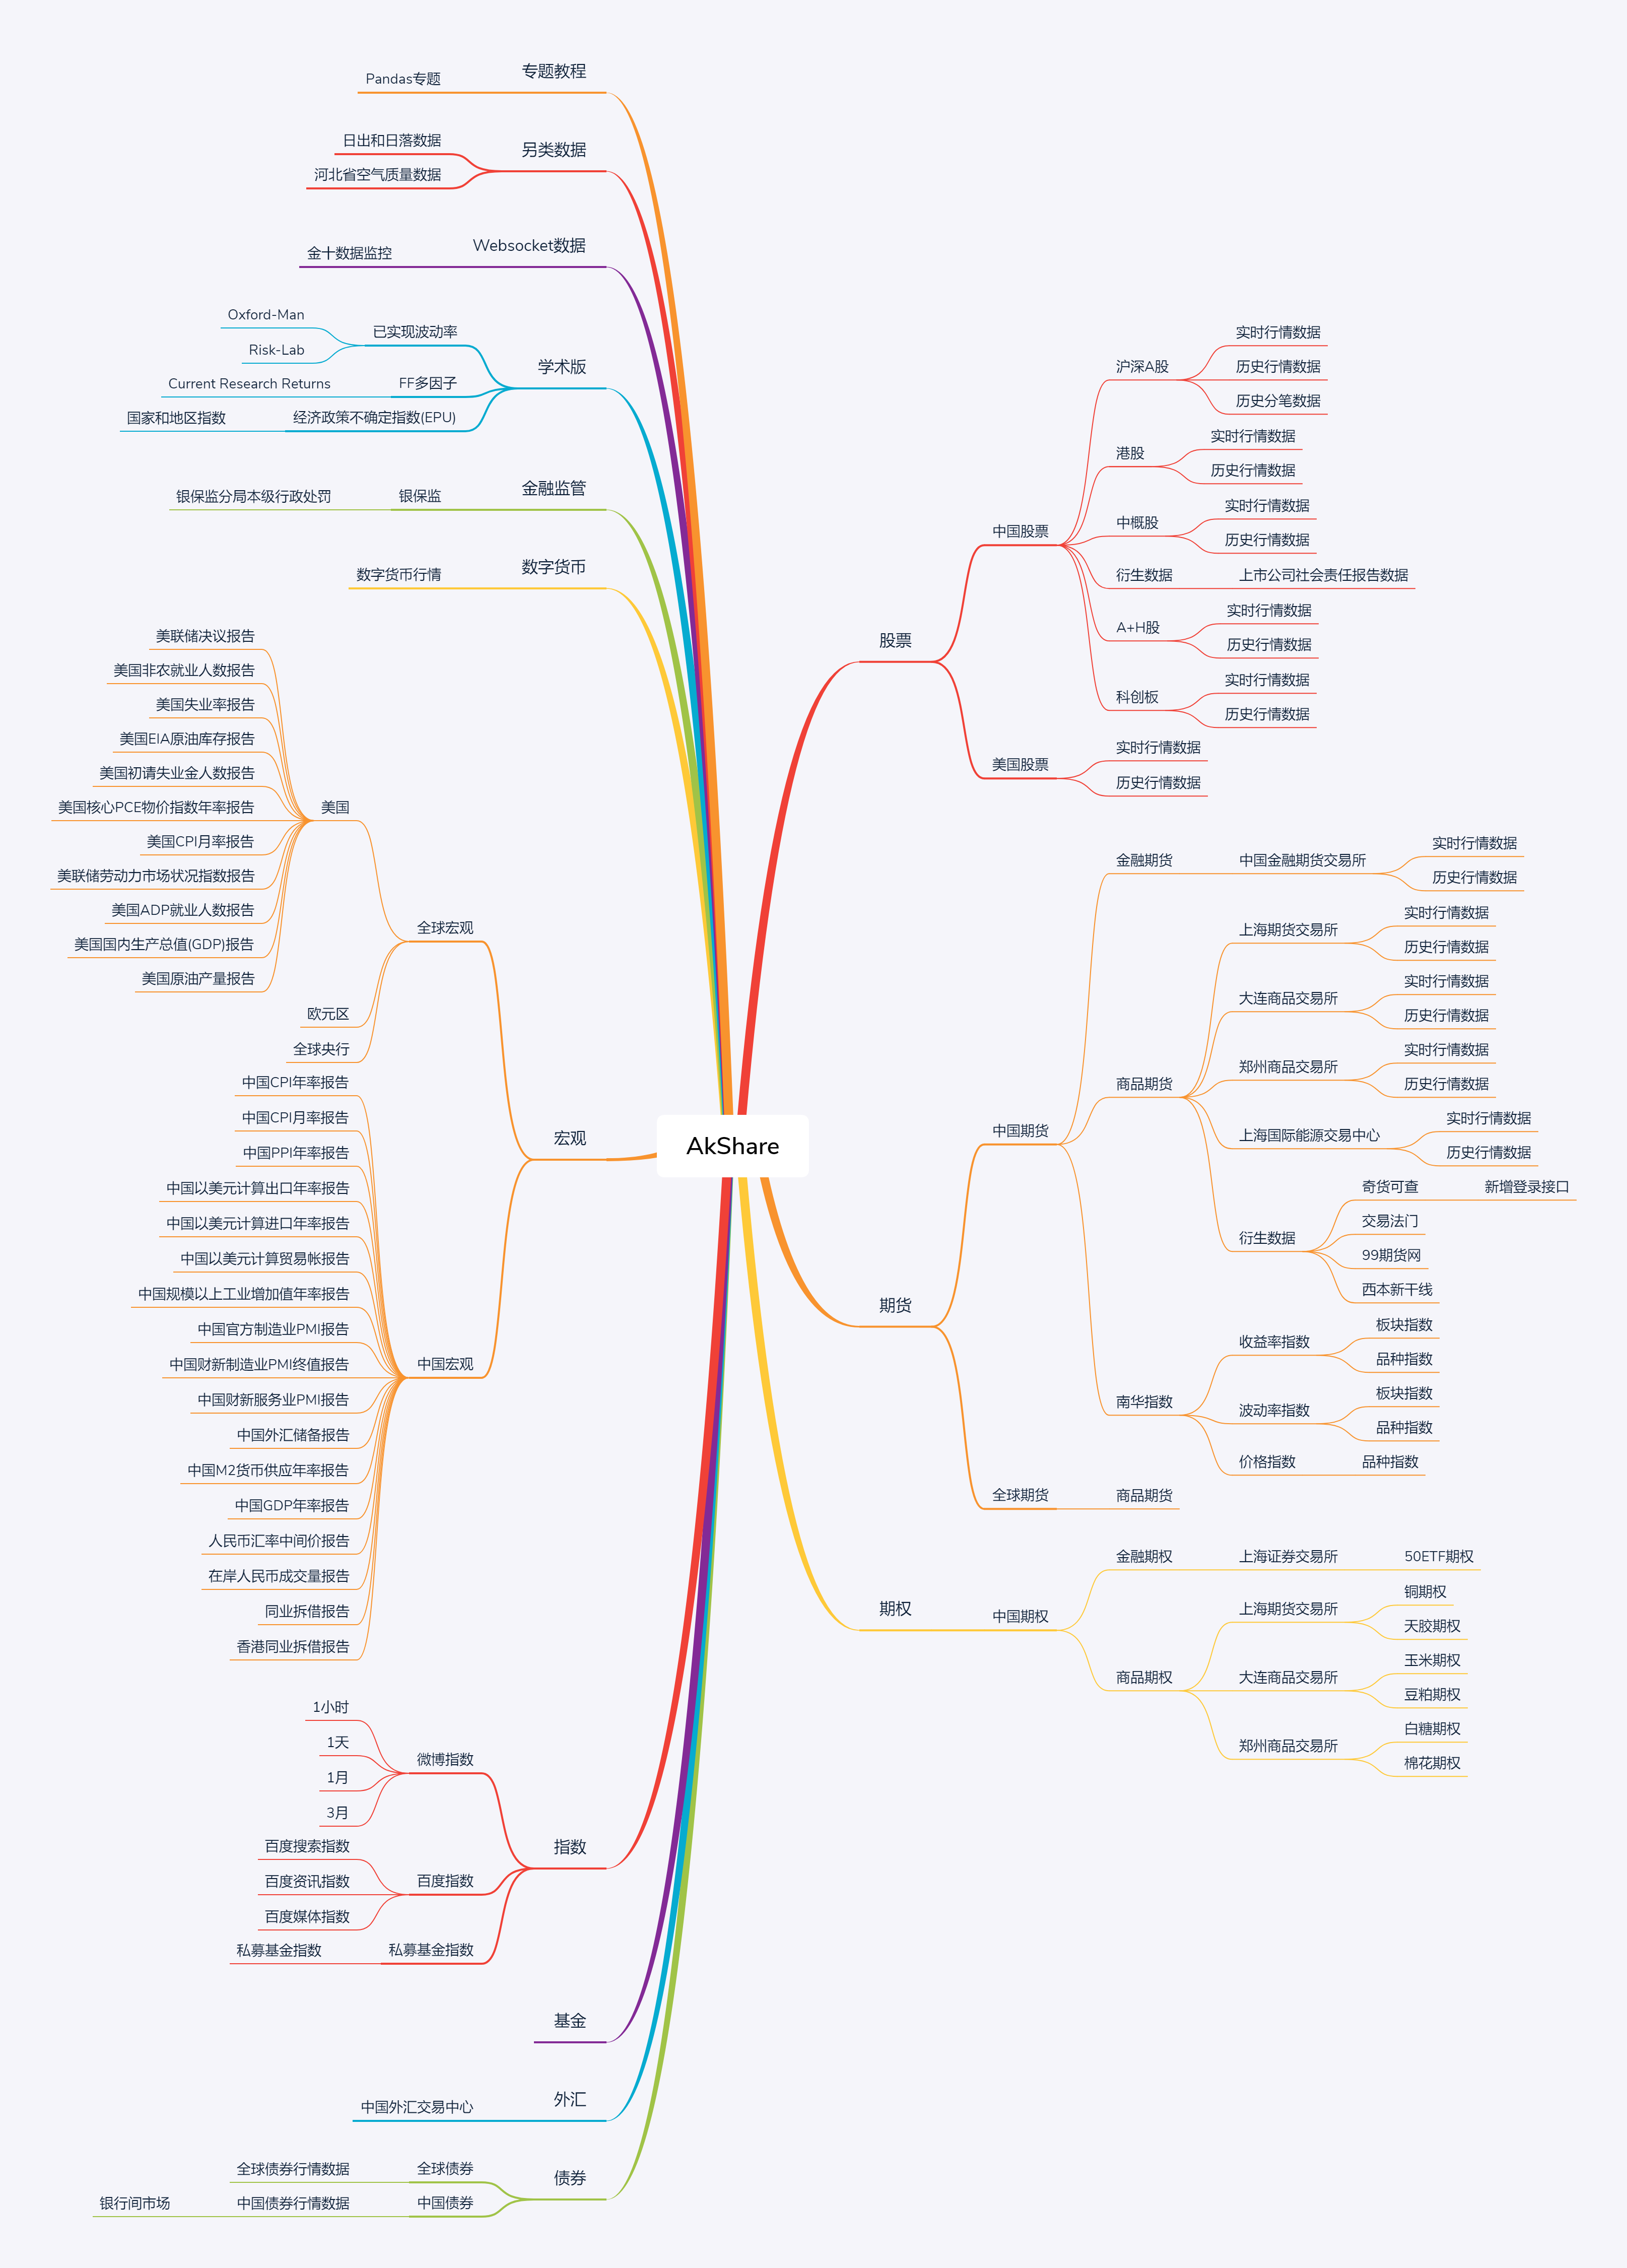 AkShare
股票
中国股票
沪深A股
实时行情数据
历史行情数据
历史分笔数据
港股
实时行情数据
历史行情数据
中概股
实时行情数据
历史行情数据
衍生数据
上市公司社会责任报告数据
A+H股
实时行情数据
历史行情数据
科创板
实时行情数据
历史行情数据
美国股票
实时行情数据
历史行情数据
期货
中国期货
金融期货
中国金融期货交易所
实时行情数据
历史行情数据
商品期货
上海期货交易所
实时行情数据
历史行情数据
大连商品交易所
实时行情数据
历史行情数据
郑州商品交易所
实时行情数据
历史行情数据
上海国际能源交易中心
实时行情数据
历史行情数据
衍生数据
奇货可查
新增登录接口
交易法门
99期货网
西本新干线
南华指数
收益率指数
板块指数
品种指数
波动率指数
板块指数
品种指数
价格指数
品种指数
全球期货
商品期货
期权
中国期权
金融期权
上海证券交易所
50ETF期权
商品期权
上海期货交易所
铜期权
天胶期权
大连商品交易所
玉米期权
豆粕期权
郑州商品交易所
白糖期权
棉花期权
专题教程
Pandas专题
另类数据
日出和日落数据
河北省空气质量数据
Websocket数据
金十数据监控
学术版
已实现波动率
Oxford-Man
Risk-Lab
FF多因子
Current Research Returns
经济政策不确定指数(EPU)
国家和地区指数
金融监管
银保监
银保监分局本级行政处罚
数字货币
数字货币行情
宏观
全球宏观
美国
美联储决议报告
美国非农就业人数报告
美国失业率报告
美国EIA原油库存报告
美国初请失业金人数报告
美国核心PCE物价指数年率报告
美国CPI月率报告
美联储劳动力市场状况指数报告
美国ADP就业人数报告
美国国内生产总值(GDP)报告
美国原油产量报告
欧元区
全球央行
中国宏观
中国CPI年率报告
中国CPI月率报告
中国PPI年率报告
中国以美元计算出口年率报告
中国以美元计算进口年率报告
中国以美元计算贸易帐报告
中国规模以上工业增加值年率报告
中国官方制造业PMI报告
中国财新制造业PMI终值报告
中国财新服务业PMI报告
中国外汇储备报告
中国M2货币供应年率报告
中国GDP年率报告
人民币汇率中间价报告
在岸人民币成交量报告
同业拆借报告
香港同业拆借报告
指数
微博指数
1小时
1天
1月
3月
百度指数
百度搜索指数
百度资讯指数
百度媒体指数
私募基金指数
私募基金指数
基金
外汇
中国外汇交易中心
债券
全球债券
全球债券行情数据
中国债券
中国债券行情数据
银行间市场